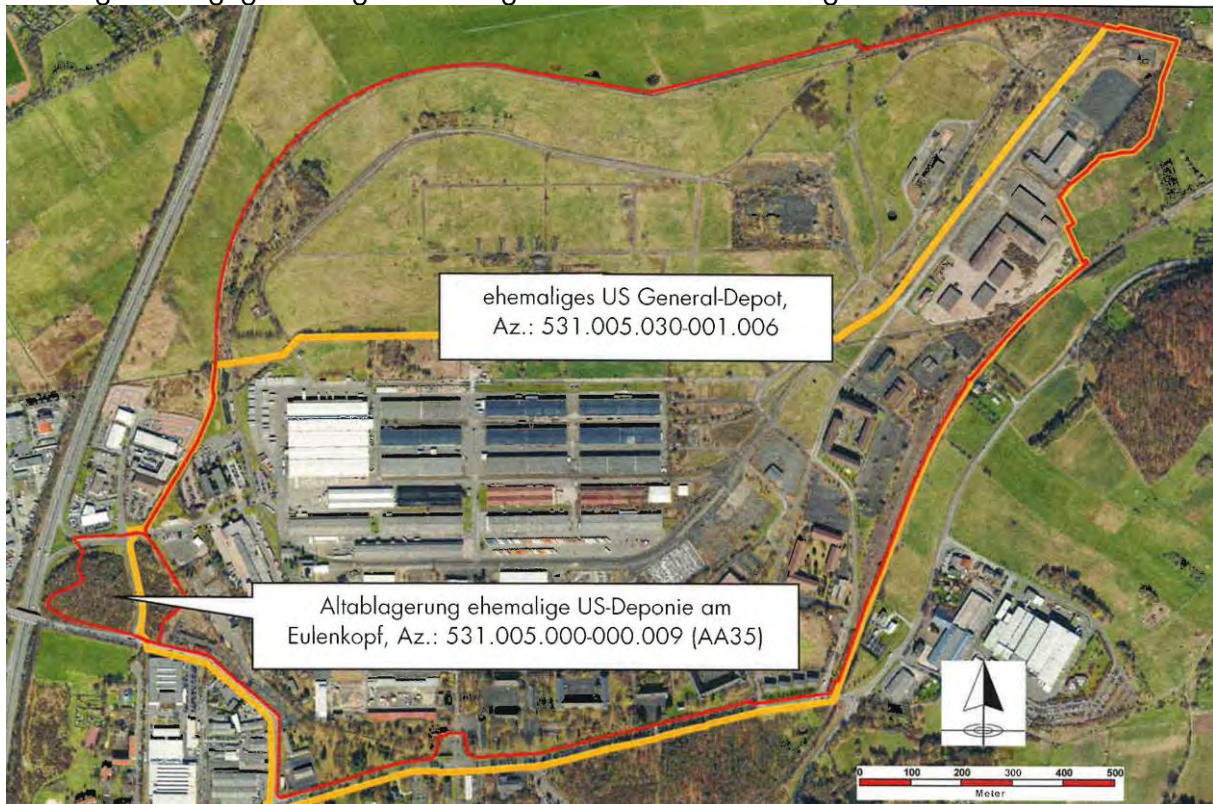 ehemaliges US General-Depot,
Az.: 531.005.030-001.006
Altablagerung ehemalige US-Deponie am
Eulenkopf, Az.: 531.005.000-000.009 (AA35)
0 100 200 300 400 500
Meter